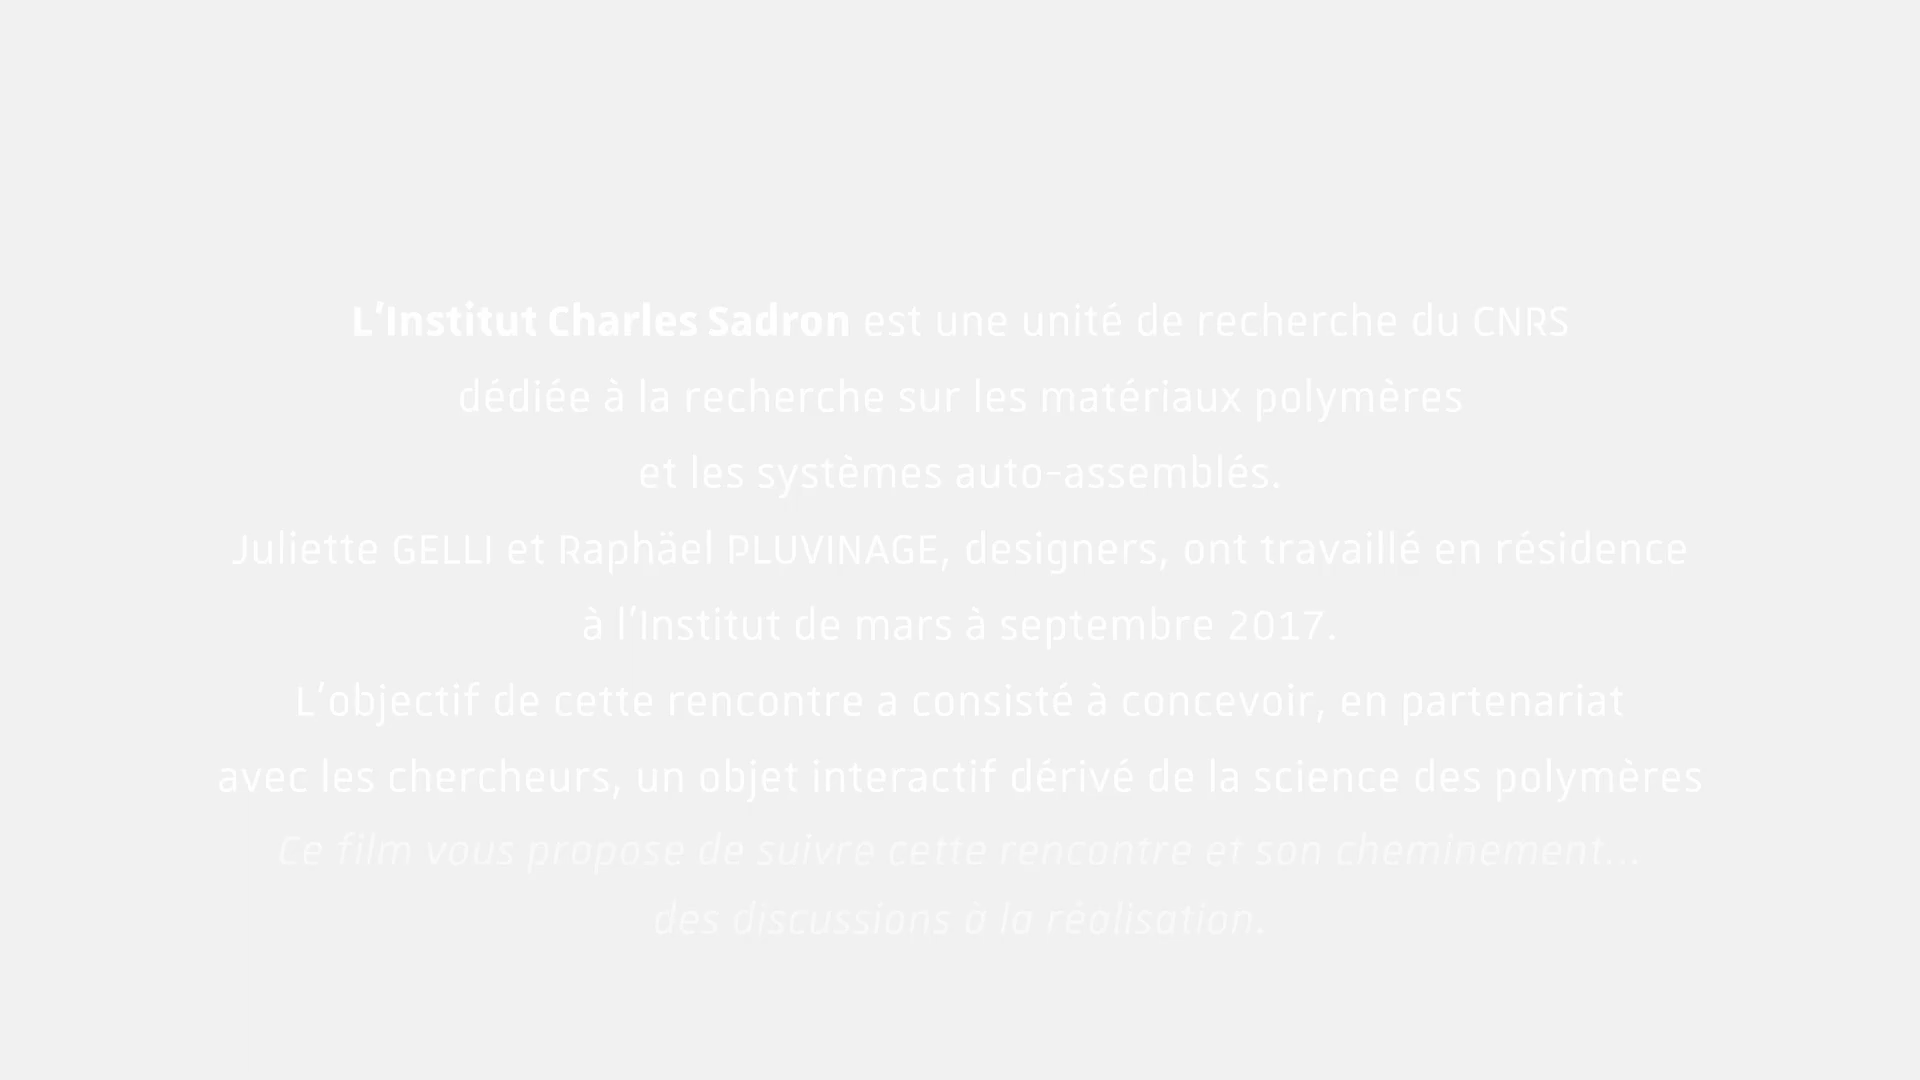 L'Institut Charles Sadron est une unité de recherche du CNRS
dédiée à la recherche sur les matériaux polymères
et les systèmes auto-assemblés.
Juliette GELLI et Raphäel PLUVINAGE, designers, ont travaillé en résidence
à l'Institut de mars à septembre 2017.
L'objectif de cette rencontre a consisté à concevoir, en partenariat
avec les chercheurs, un objet interactif dérivé de la science des polymères
Ce film vous propose de suivre cette rencontre et son cheminement...
des discussions à la réalisation.